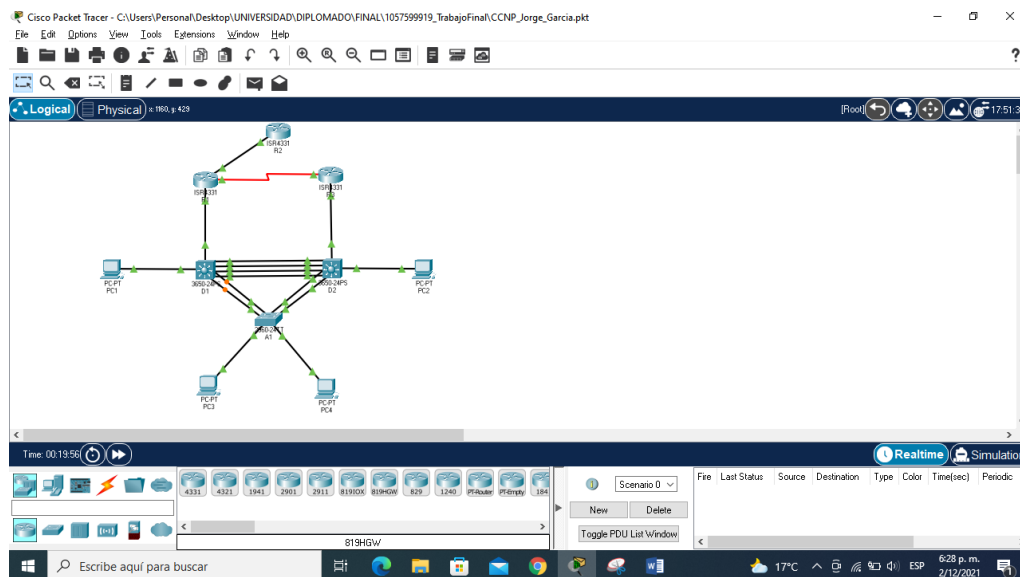 Cisco Packet Tracer - C:\Users\Personal\Desktop\UNIVERSIDAD\DIPLOMADO\FINAL\1057599919_TrabajoFinal\CCNP_Jorge_Garcia.pkt
File Edit Options View Tools Extensions Window Help
?
Logical Physical x: 1160, y: 429 [Root] 17:51:3
ISR4331
R2
ISR4331
ISR4331
PC-PT
PC1
3650-24PS
D1
3650-24PS
D2
PC-PT
PC2
A1
PC-PT
PC3
PC-PT
PC4
Time: 00:19:56 Realtime Simulatio
4331 4321 1941 2901 2911 819IOX 819HGW 829 1240 PT-Router PT-Empty 184
819HGW
Scenario 0
New Delete
Toggle PDU List Window
Fire Last Status Source Destination Type Color Time(sec) Periodic
Escribe aquí para buscar
17°C ESP 6:28 p. m.
2/12/2021